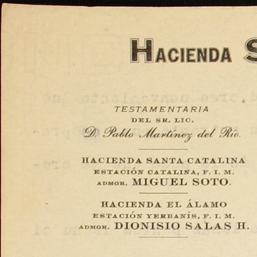 HACIENDA S
TESTAMENTARIA
DEL SR. LIC.
D. Pablo Martínez del Río.
HACIENDA SANTA CATALINA
ESTACIÓN CATALINA, F. I. M.
ADMOR. MIGUEL SOTO.
HACIENDA EL ÁLAMO
ESTACIÓN YERBANÍS, F. I. M.
ADMOR. DIONISIO SALAS H.